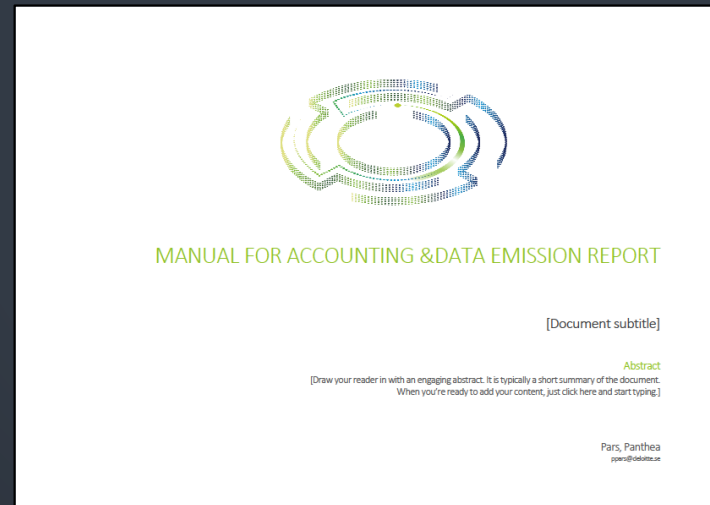 MANUAL FOR ACCOUNTING &DATA EMISSION REPORT
[Document subtitle]
Abstract
[Draw your reader in with an engaging abstract. It is typically a short summary of the document.
When you're ready to add your content, just click here and start typing.]
Pars, Panthea
ppars@deloitte.se